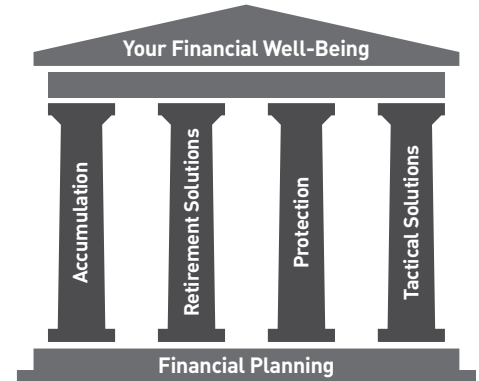 Your Financial Well-Being
Accumulation
Retirement Solutions
Protection
Tactical Solutions
Financial Planning